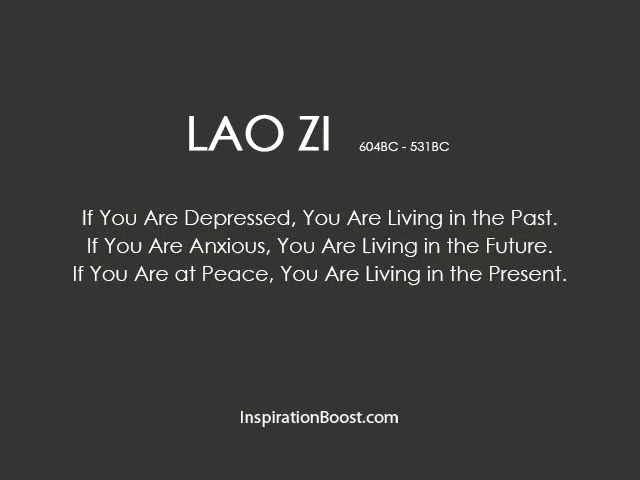 LAO ZI 604BC - 531BC
If You Are Depressed, You Are Living in the Past.
If You Are Anxious, You Are Living in the Future.
If You Are at Peace, You Are Living in the Present.
InspirationBoost.com